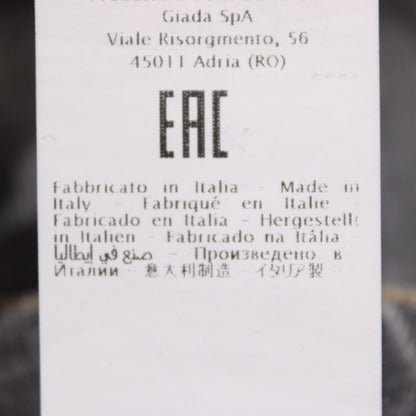 Giada SpA
Viale Risorgmento, 56
45011 Adria (RO)
EAC
Fabbricato in Italia - Made in
Italy - Fabriqué en Italie -
Fabricado en Italia - Hergestellt
in Italien - Fabricado na Itália -
صنع في إيطاليا - Произведено в
Италии - 意大利制造 - イタリア製